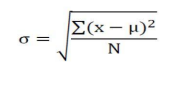 σ = √(Σ(x − μ)² / N)